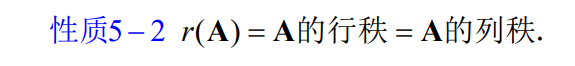 性质5－2 r(A) = A的行秩 = A的列秩.